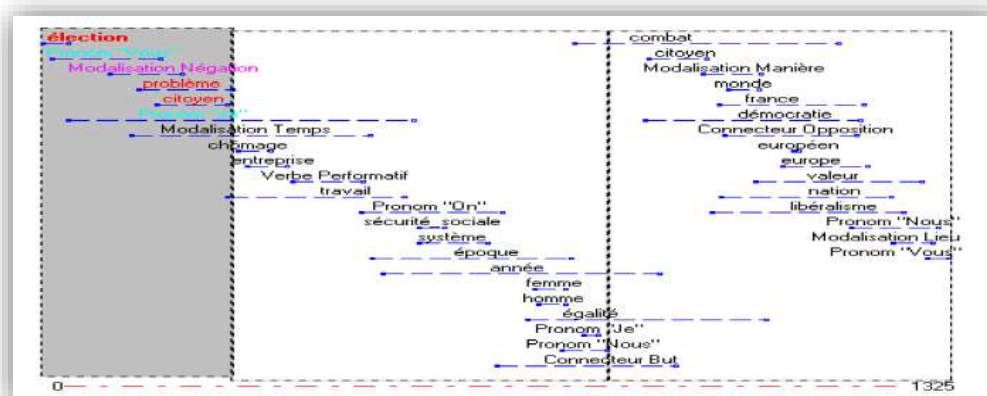 élection
Pronom "Vous"
Modalisation Négation
problème
citoyen
Pronom "Je"
Modalisation Temps
chômage
entreprise
Verbe Performatif
travail
Pronom "On"
sécurité_sociale
système
époque
année
femme
homme
égalité
Pronom "Je"
Pronom "Nous"
Connecteur But
combat
citoyen
Modalisation Manière
monde
france
démocratie
Connecteur Opposition
européen
europe
valeur
nation
libéralisme
Pronom "Nous"
Modalisation Lieu
Pronom "Vous"
0
1325